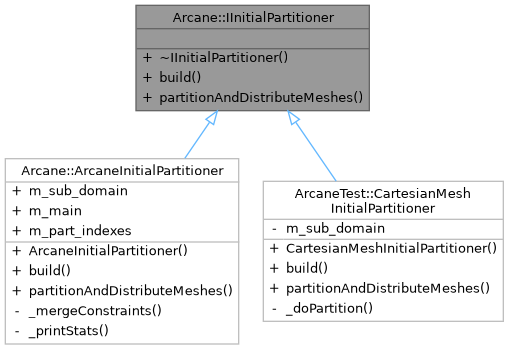 Arcane::IInitialPartitioner
+ ~IInitialPartitioner()
+ build()
+ partitionAndDistributeMeshes()
Arcane::ArcaneInitialPartitioner
+ m_sub_domain
+ m_main
+ m_part_indexes
+ ArcaneInitialPartitioner()
+ build()
+ partitionAndDistributeMeshes()
- _mergeConstraints()
- _printStats()
ArcaneTest::CartesianMesh
InitialPartitioner
- m_sub_domain
+ CartesianMeshInitialPartitioner()
+ build()
+ partitionAndDistributeMeshes()
- _doPartition()